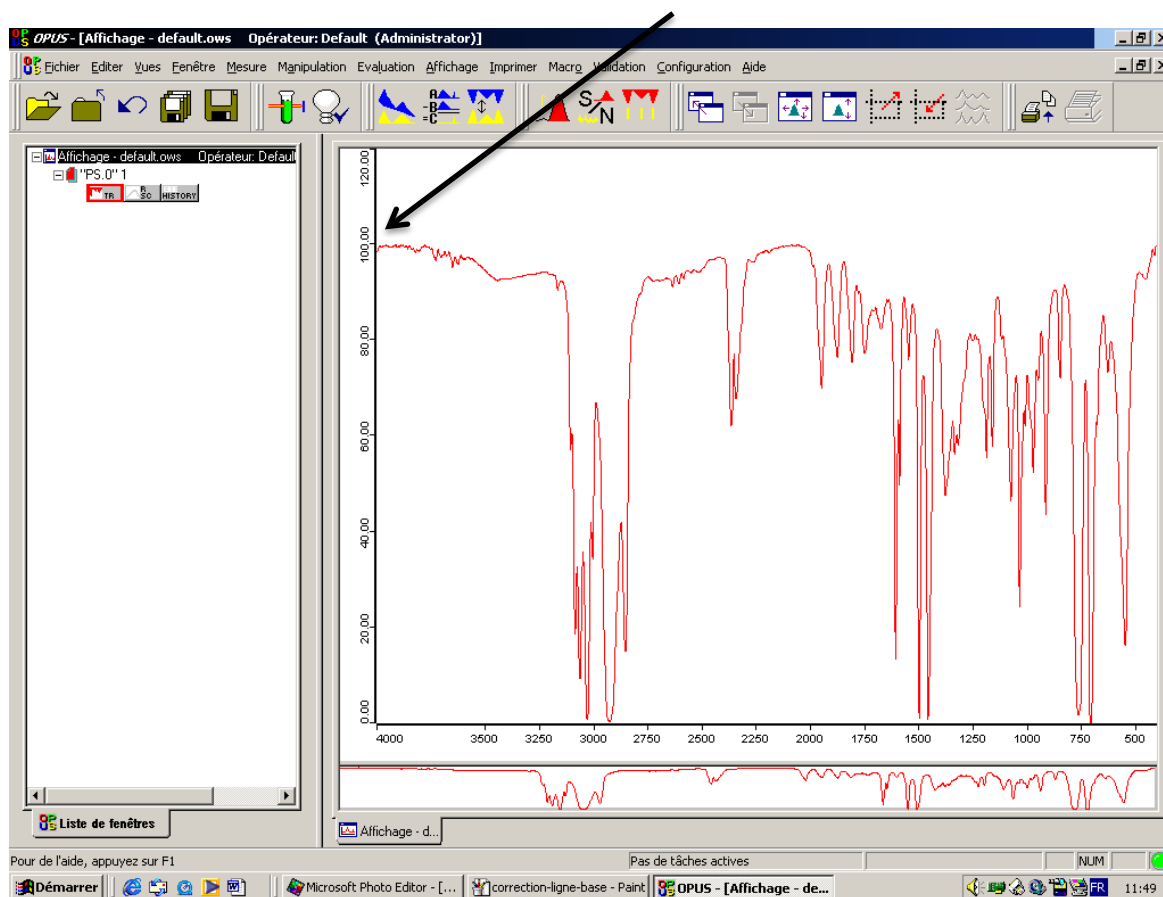 OPUS - [Affichage - default.ows Opérateur: Default (Administrator)]
Fichier Editer Vues Fenêtre Mesure Manipulation Evaluation Affichage Imprimer Macro Validation Configuration Aide
A
-B
=C
S/N
Affichage - default.ows Opérateur: Defaul
"PS.0" 1
TR
R
SC
HISTORY
120.00
100.00
80.00
60.00
40.00
20.00
0.00
4000 3500 3250 3000 2750 2500 2250 2000 1750 1500 1250 1000 750 500
Liste de fenêtres
Affichage - d...
Pour de l'aide, appuyez sur F1
Pas de tâches actives
NUM
Démarrer
Microsoft Photo Editor - [...
correction-ligne-base - Paint
OPUS - [Affichage - de...
FR
11:49